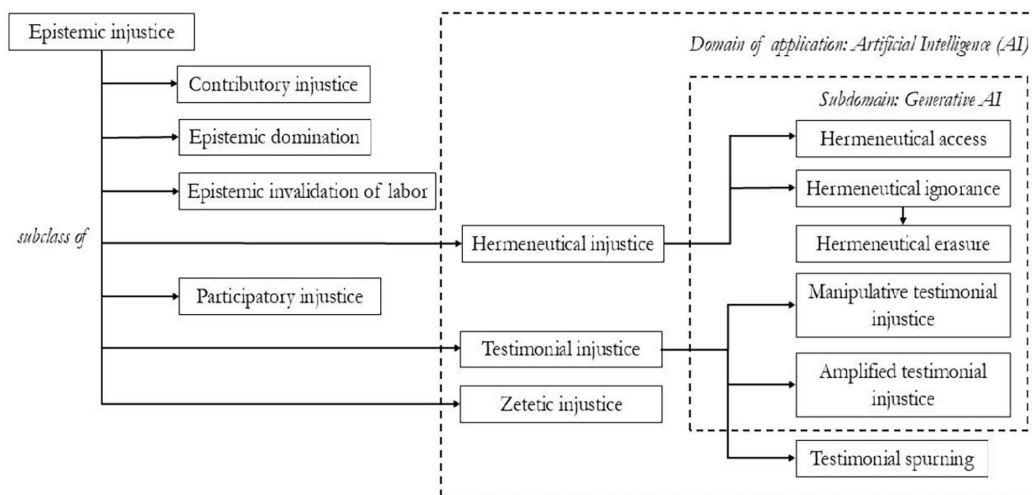 Epistemic injustice
Domain of application: Artificial Intelligence (AI)
Contributory injustice
Subdomain: Generative AI
Epistemic domination
Hermeneutical access
Epistemic invalidation of labor
Hermeneutical ignorance
subclass of
Hermeneutical injustice
Hermeneutical erasure
Participatory injustice
Manipulative testimonial
injustice
Testimonial injustice
Amplified testimonial
injustice
Zetetic injustice
Testimonial spurning